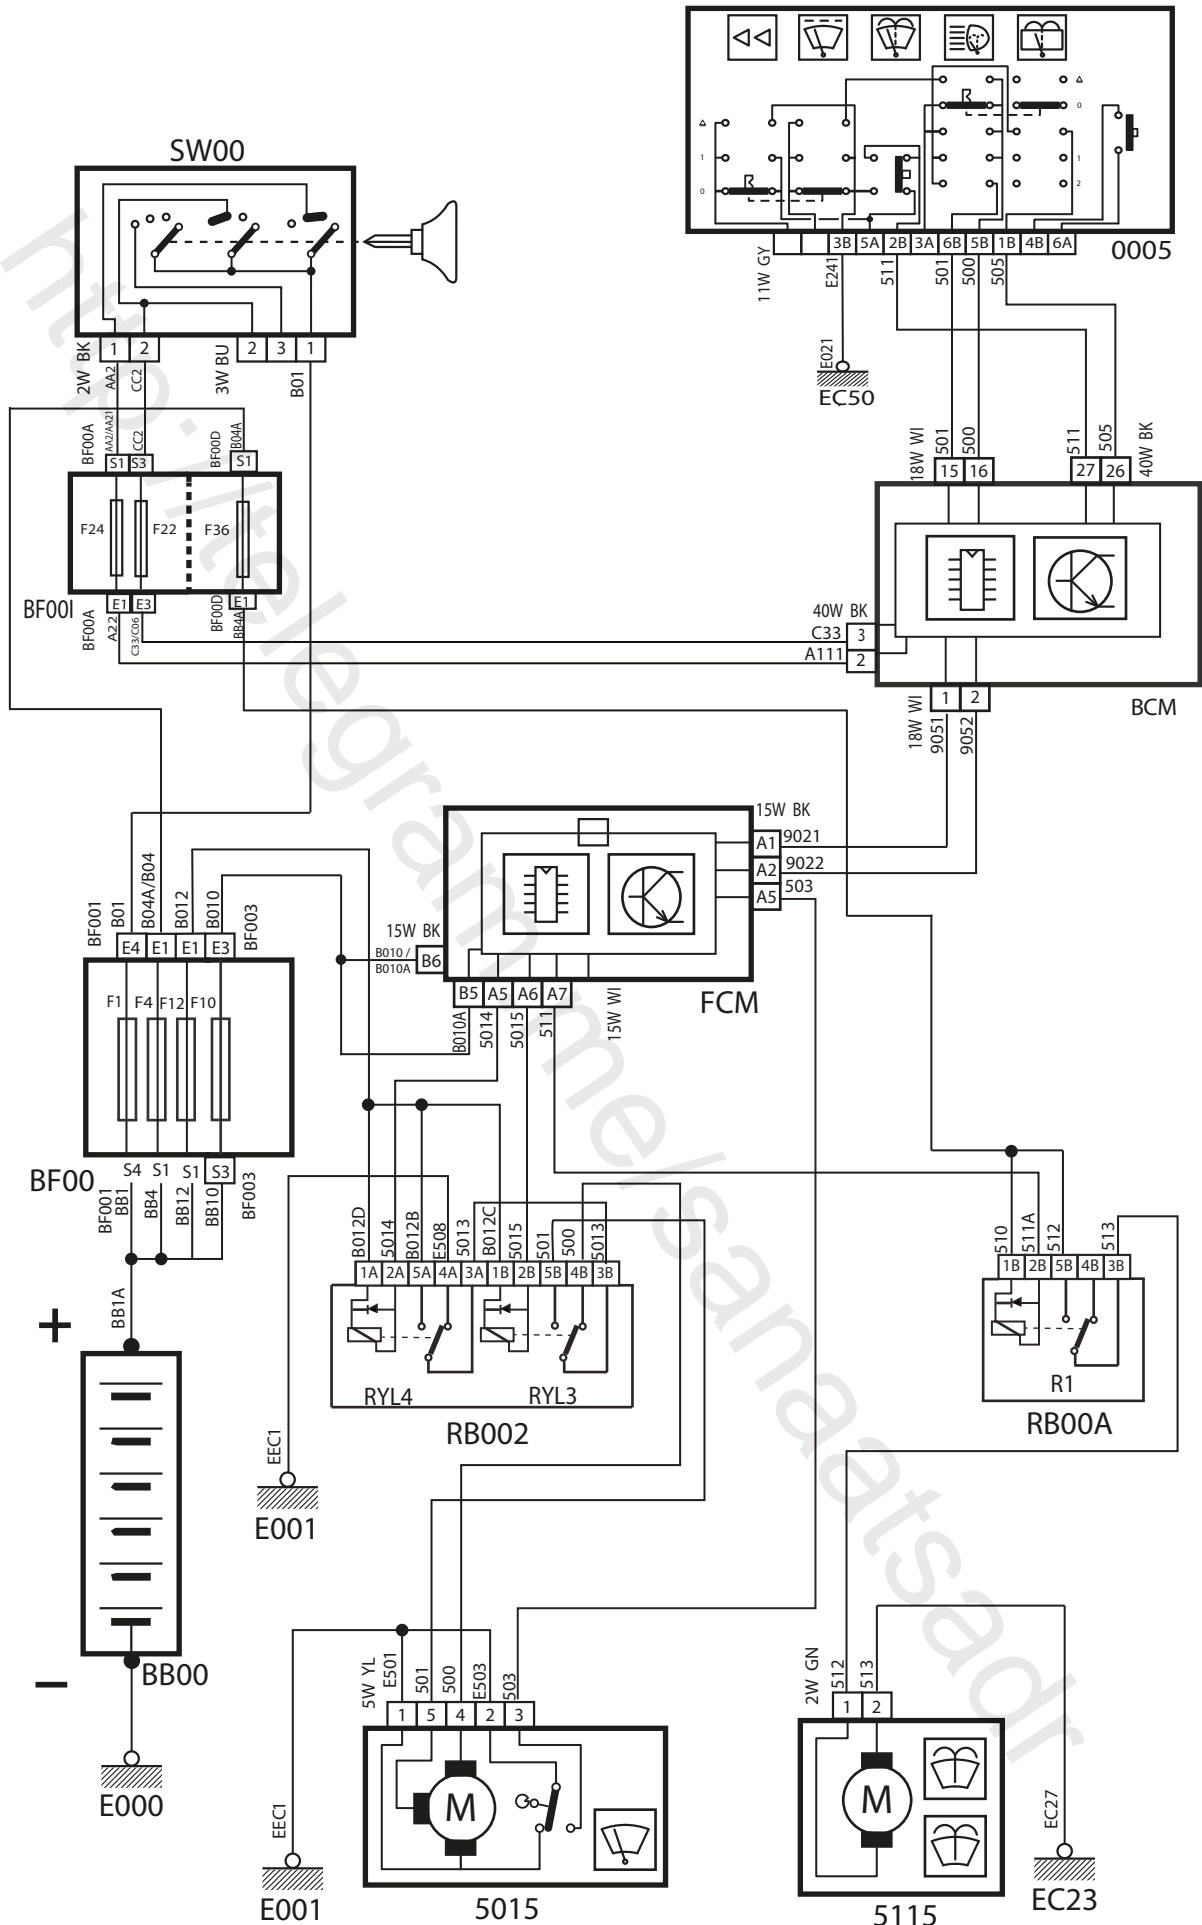 SW00
0005
11W GY
3B 5A 2B 3A 6B 5B 1B 4B 6A
E241
511
501
500
505
E021
EC50
1
0
0
1
2
2W BK
1 2
3W BU
2 3 1
AA2
CC2
B01
BF00A
AA2/AA21
CC2
BF00D
B04A
S1 S3
S1
F24
F22
F36
BF00I
E1 E3
E1
BF00A
A22
C33/C06
BF00D
BB4A
18W WI
501
500
511
505
40W BK
15 16
27 26
40W BK
C33
3
A111
2
BCM
1 2
18W WI
9051
9052
15W BK
A1
9021
A2
9022
A5
503
15W BK
B010 /
B010A
B6
FCM
B5 A5 A6 A7
B010A
5014
5015
511
15W WI
BF001
B01
B04A/B04
B012
B010
BF003
E4 E1 E1 E3
F1 F4 F12 F10
BF00
S4 S1 S1 S3
BF001
BB1
BB4
BB12
BB10
BF003
BB1A
+
−
BB00
E000
B012D
5014
B012B
E508
5013
B012C
5015
501
500
5013
1A 2A 5A 4A 3A 1B 2B 5B 4B 3B
RYL4
RYL3
RB002
EEC1
E001
510
511A
512
513
1B 2B 5B 4B 3B
R1
RB00A
5W YL
E501
501
500
E503
503
1 5 4 2 3
M
5015
EEC1
E001
2W GN
512
513
1 2
M
5115
EC27
EC23
http://telegram.me/sanaatsadr